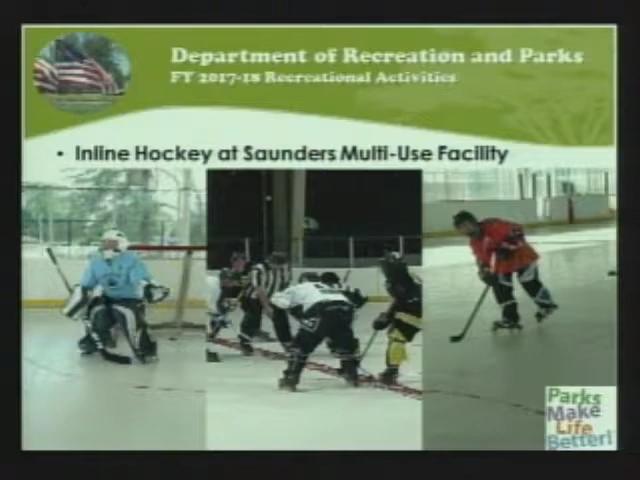 Department of Recreation and Parks
FY 2017-18 Recreational Activities
• Inline Hockey at Saunders Multi-Use Facility
Parks
Make
Life
Better!